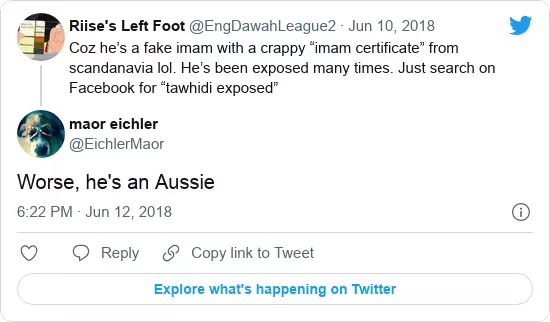 Riise's Left Foot @EngDawahLeague2 · Jun 10, 2018
Coz he's a fake imam with a crappy “imam certificate” from
scandanavia lol. He's been exposed many times. Just search on
Facebook for “tawhidi exposed”
maor eichler
@EichlerMaor
Worse, he's an Aussie
6:22 PM · Jun 12, 2018
Reply
Copy link to Tweet
Explore what's happening on Twitter